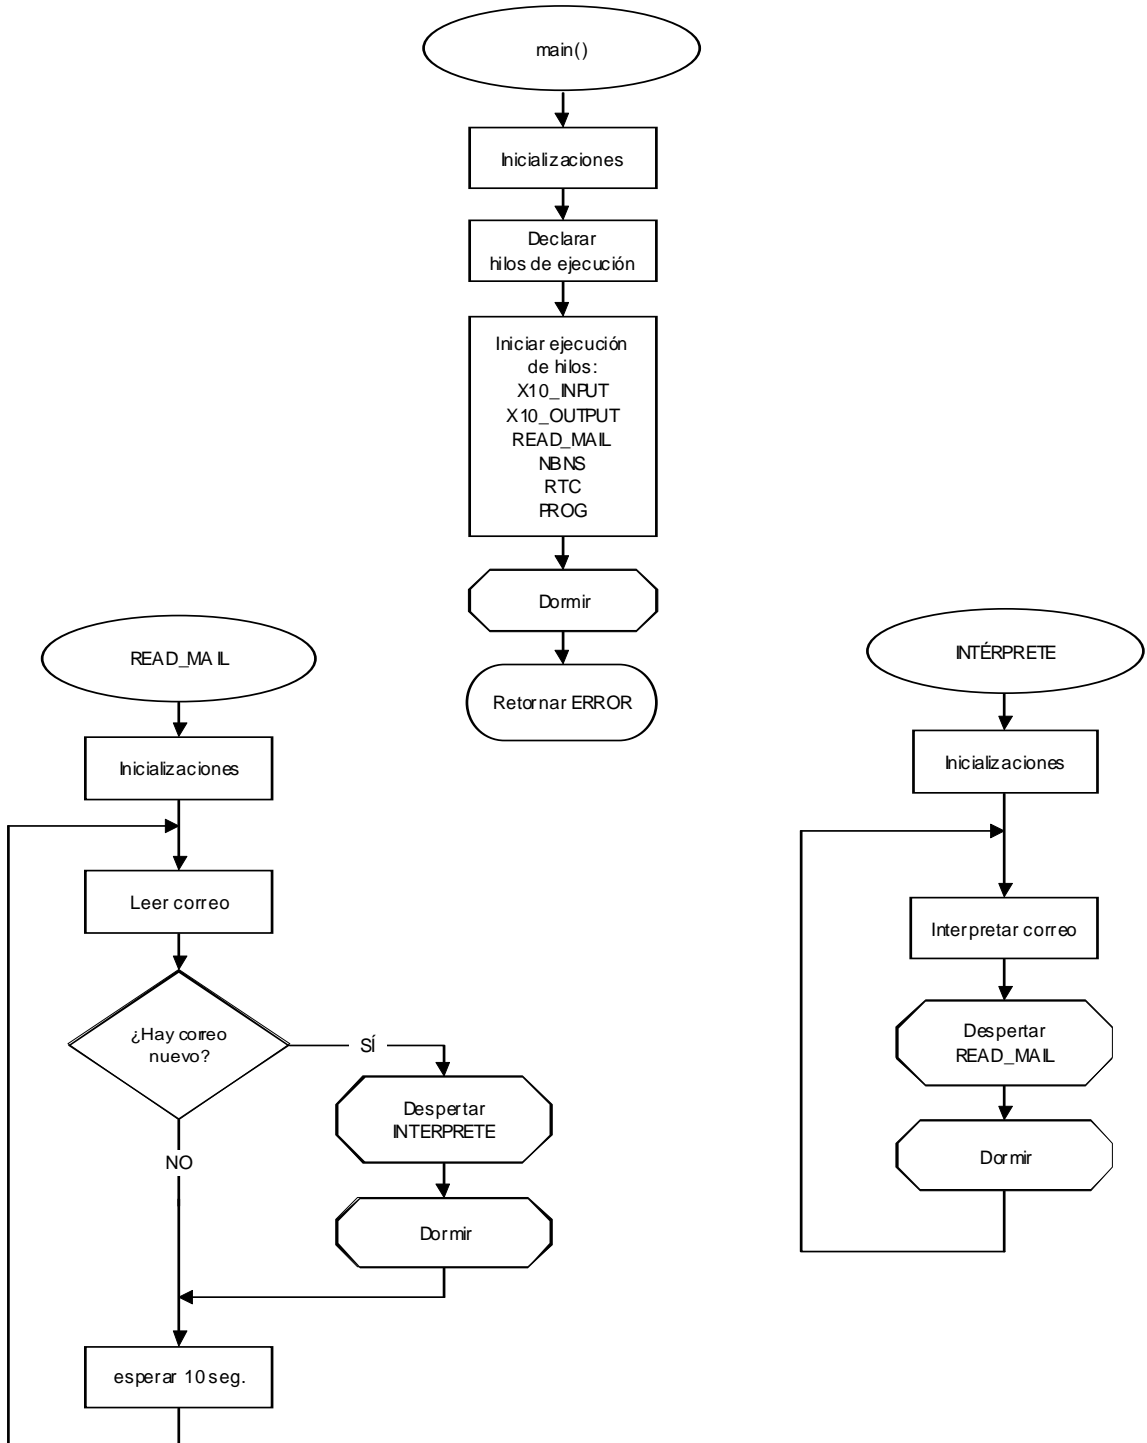 main()
Inicializaciones
Declarar
hilos de ejecución
Iniciar ejecución
de hilos:
X10_INPUT
X10_OUTPUT
READ_MAIL
NBNS
RTC
PROG
Dormir
Retornar ERROR
READ_MAIL
Inicializaciones
Leer correo
¿Hay correo
nuevo?
SÍ
NO
Despertar
INTERPRETE
Dormir
esperar 10 seg.
INTÉRPRETE
Inicializaciones
Interpretar correo
Despertar
READ_MAIL
Dormir